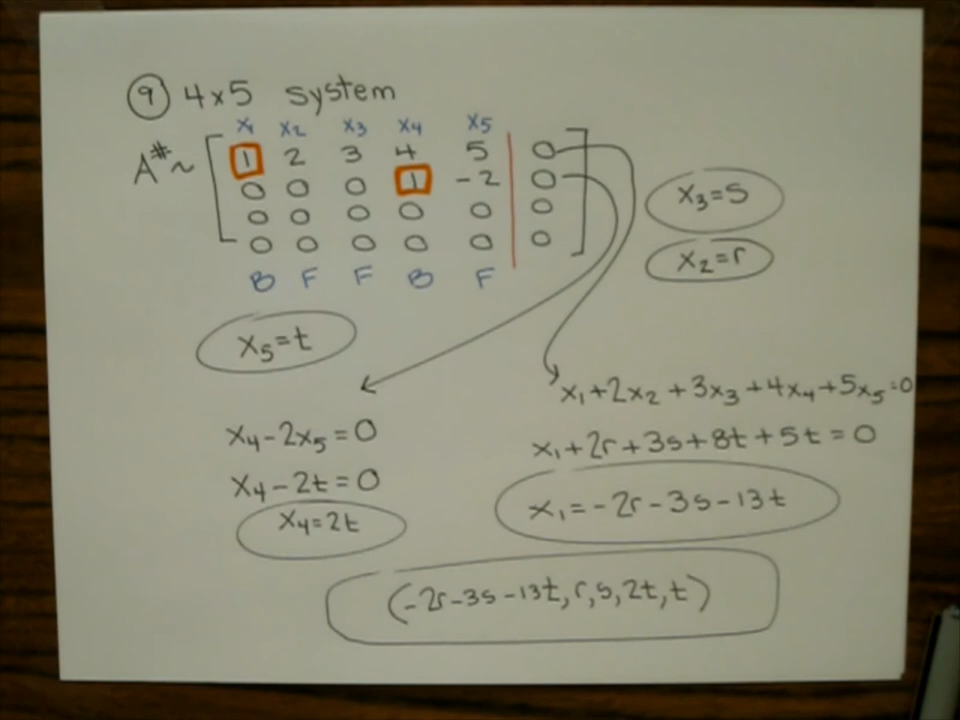 9 4x5 system
x1 x2 x3 x4 x5
A# ~ 1 2 3 4 5 | 0
0 0 0 1 -2 | 0
0 0 0 0 0 | 0
0 0 0 0 0 | 0
B F F B F
x3=s
x2=r
x5=t
x4-2x5=0
x4-2t=0
x4=2t
x1+2x2+3x3+4x4+5x5=0
x1+2r+3s+8t+5t=0
x1=-2r-3s-13t
(-2r-3s-13t, r, s, 2t, t)